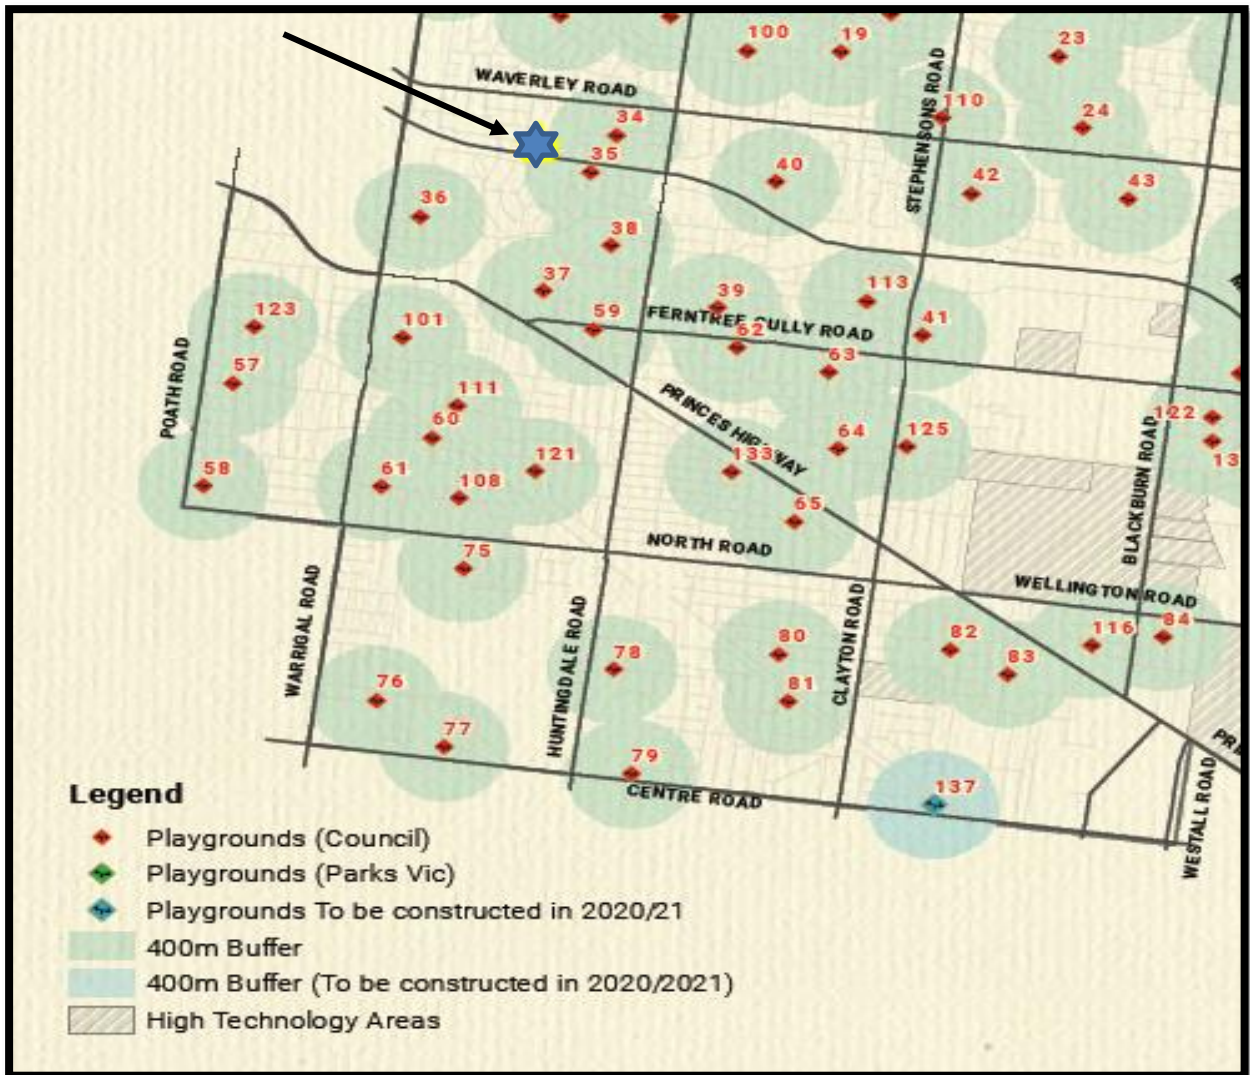 100
19
23
WAVERLEY ROAD
STEPHENSONS ROAD
110
24
34
35
40
42
43
36
38
37
39
113
123
101
59
FERNTREE GULLY ROAD
62
41
63
57
POATH ROAD
111
PRINCES HIGHWAY
60
64
125
122
BLACKBURN ROAD
58
61
108
121
133
13
65
75
NORTH ROAD
WELLINGTON ROAD
WARRIGAL ROAD
HUNTINGDALE ROAD
CLAYTON ROAD
78
80
82
116
84
83
76
81
77
79
PRI
CENTRE ROAD
137
WESTALL ROAD
Legend
Playgrounds (Council)
Playgrounds (Parks Vic)
Playgrounds To be constructed in 2020/21
400m Buffer
400m Buffer (To be constructed in 2020/2021)
High Technology Areas